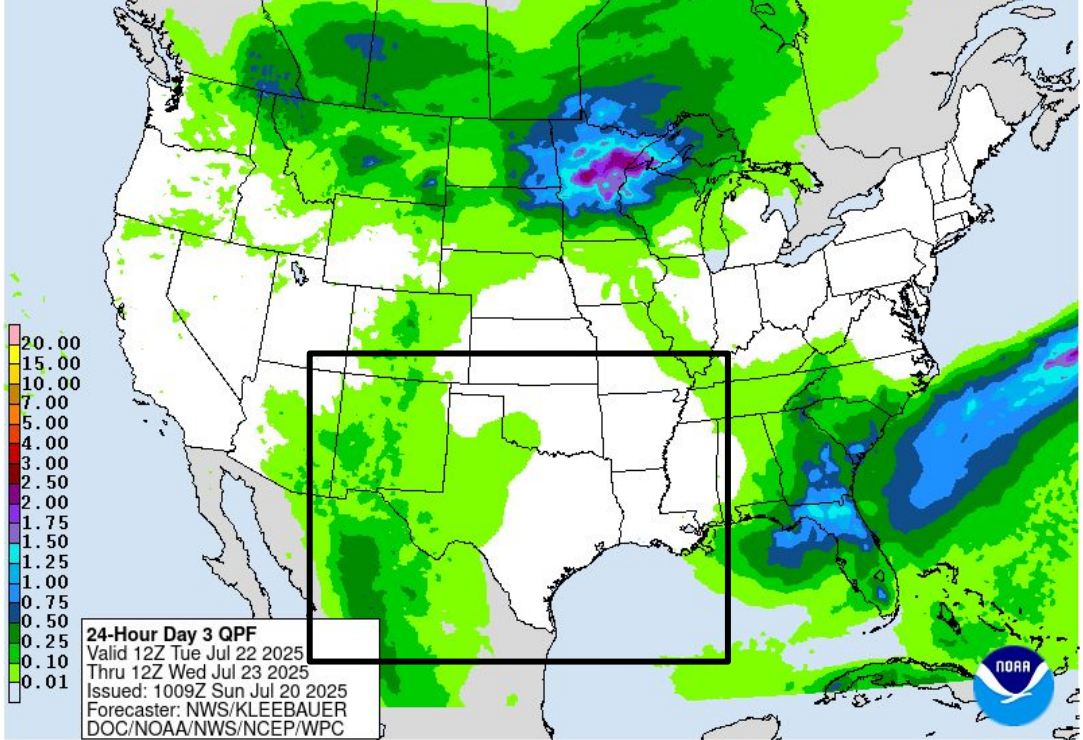 20.00
15.00
10.00
7.00
5.00
4.00
3.00
2.50
2.00
1.75
1.50
1.25
1.00
0.75
0.50
0.25
0.10
0.01
24-Hour Day 3 QPF
Valid 12Z Tue Jul 22 2025
Thru 12Z Wed Jul 23 2025
Issued: 1009Z Sun Jul 20 2025
Forecaster: NWS/KLEEBAUER
DOC/NOAA/NWS/NCEP/WPC
NOAA